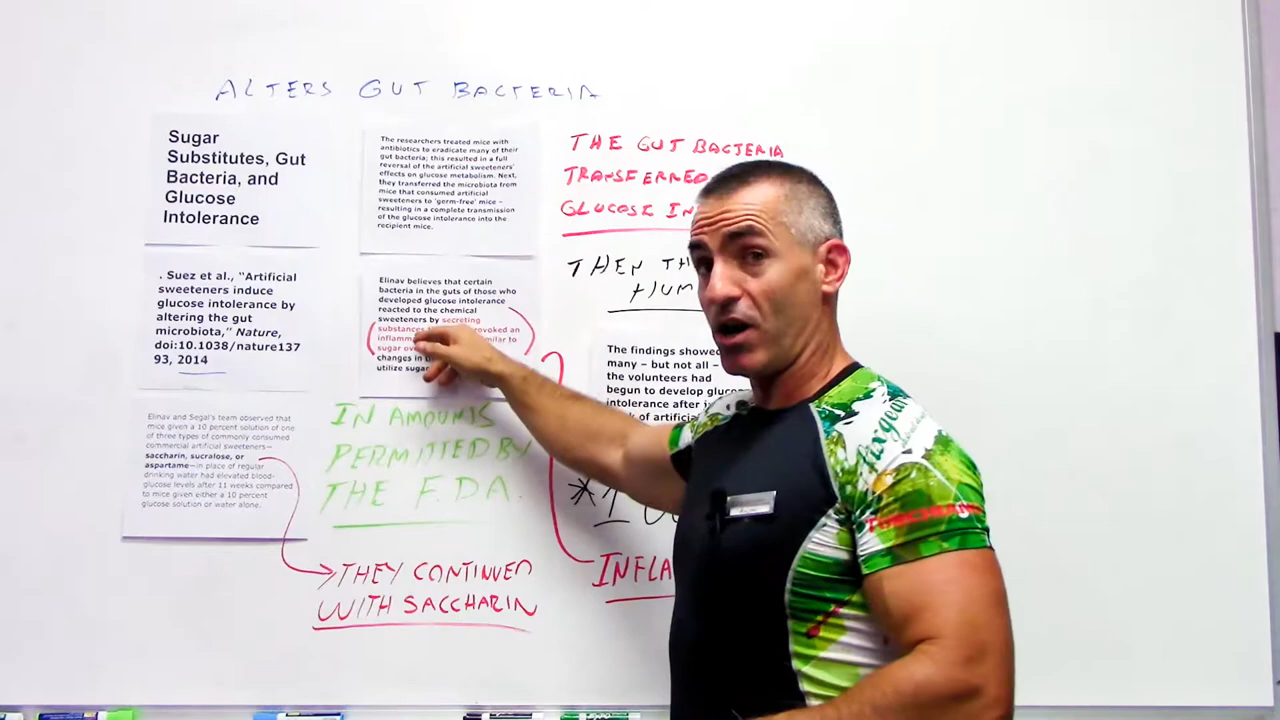 ALTERS GUT BACTERIA
Sugar
Substitutes, Gut
Bacteria, and
Glucose
Intolerance
. Suez et al., “Artificial
sweeteners induce
glucose intolerance by
altering the gut
microbiota,” Nature,
doi:10.1038/nature137
93, 2014
Elinav and Segal's team observed that
mice given a 10 percent solution of one
of three types of commonly consumed
commercial artificial sweeteners—
saccharin, sucralose, or
aspartame—in place of regular
drinking water had elevated blood-
glucose levels after 11 weeks compared
to mice given either a 10 percent
glucose solution or water alone.
The researchers treated mice with
antibiotics to eradicate many of their
gut bacteria; this resulted in a full
reversal of the artificial sweeteners'
effects on glucose metabolism. Next,
they transferred the microbiota from
mice that consumed artificial
sweeteners to 'germ-free' mice –
resulting in a complete transmission
of the glucose intolerance into the
recipient mice.
Elinav believes that certain
bacteria in the guts of those who
developed glucose intolerance
reacted to the chemical
sweeteners by secreting
substances provoked an
similar to
sugar
changes in
utilize sugar
IN AMOUNTS
PERMITTED BY
THE F.D.A.
THEY CONTINUED
WITH SACCHARIN
THE GUT BACTERIA
TRANSFERRED
GLUCOSE
THEN
The findings showed
many – but not all –
the volunteers had
begun to develop
intolerance after
of
*1